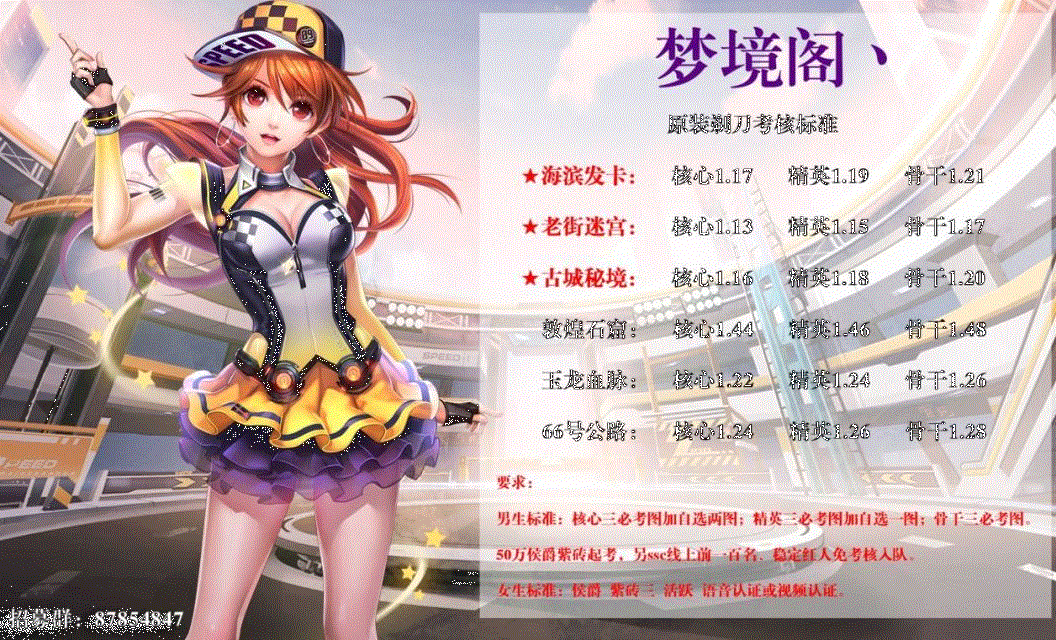 SPEED
梦境阁丶
原装剃刀考核标准
★海滨发卡： 核心1.17 精英1.19 骨干1.21
★老街迷宫： 核心1.13 精英1.15 骨干1.17
★古城秘境： 核心1.16 精英1.18 骨干1.20
敦煌石窟： 核心1.44 精英1.46 骨干1.48
SPEED
玉龙血脉： 核心1.22 精英1.24 骨干1.26
66号公路： 核心1.24 精英1.26 骨干1.28
SPEED
要求：
男生标准：核心三必考图加自选两图；精英三必考图加自选一图；骨干三必考图。
50万侯爵紫砖起考，另ssc线上前一百名、稳定红人免考核入队。
女生标准：侯爵 紫砖三 活跃 语音认证或视频认证。
招募群：87854847